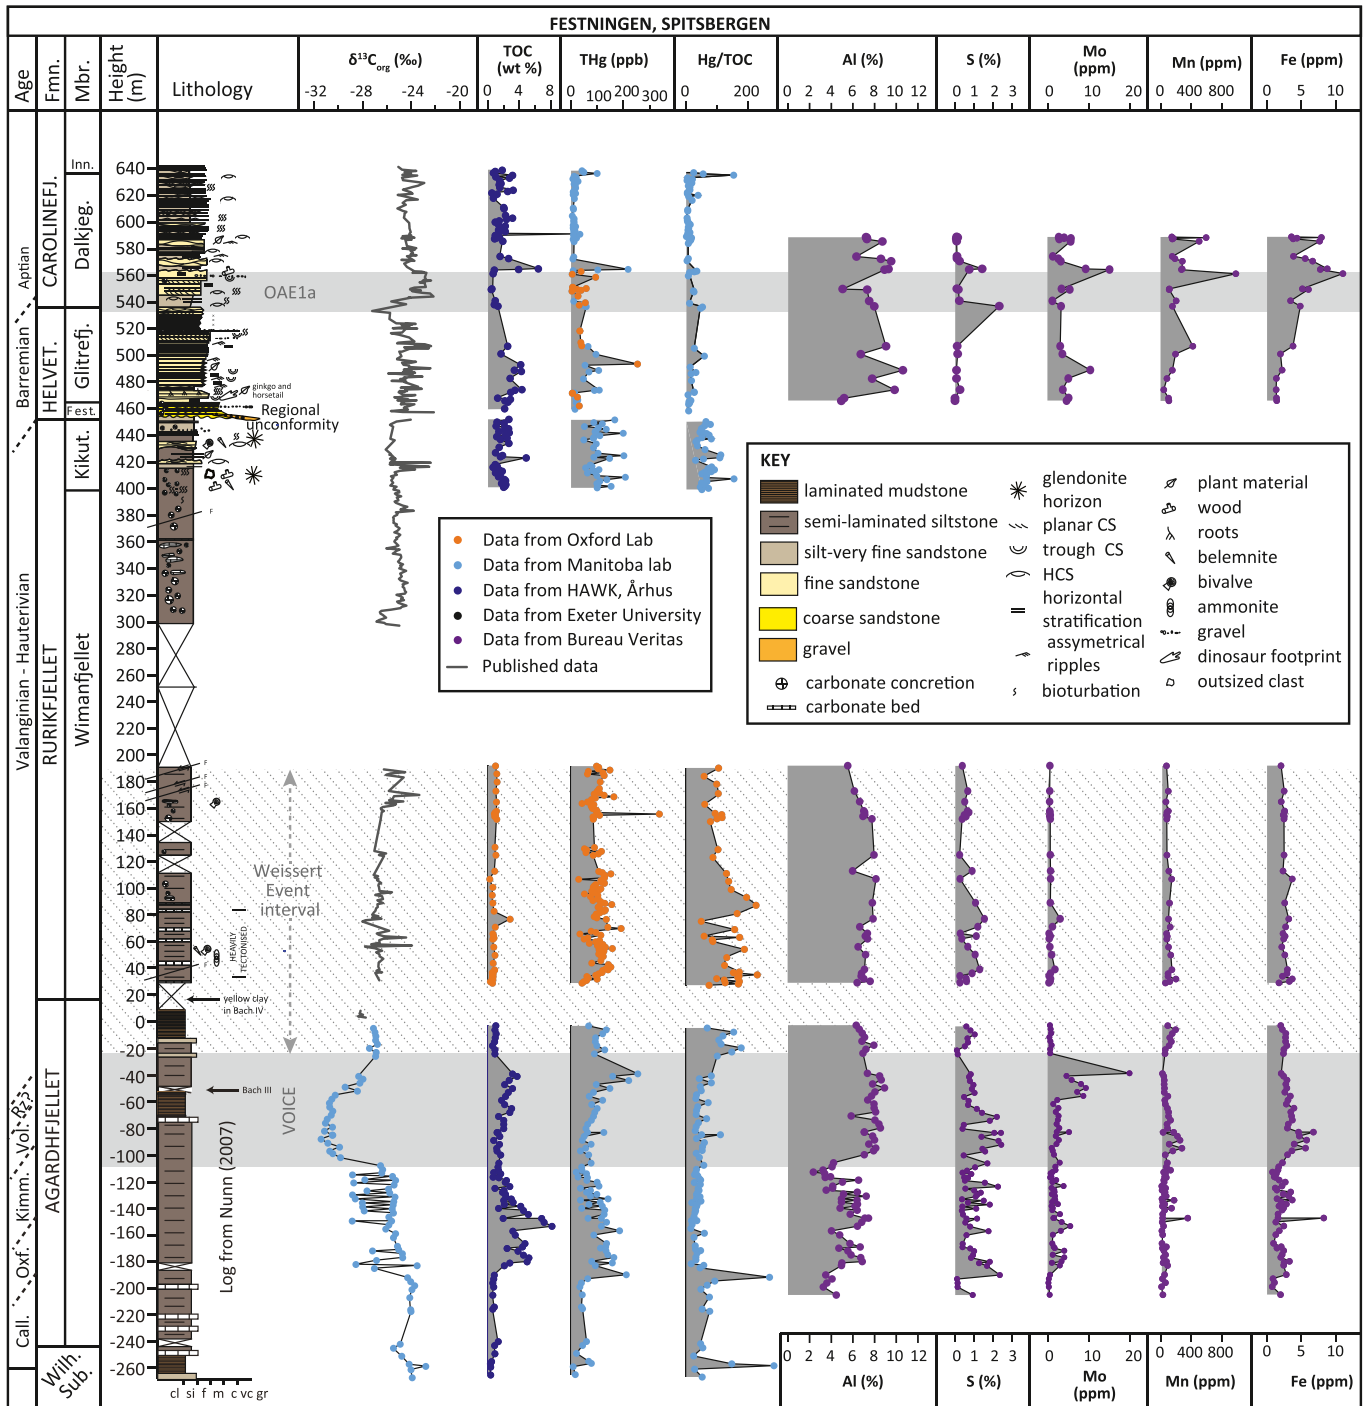 FESTNINGEN, SPITSBERGEN
Age
Fmn.
Mbr.
Height
(m)
Lithology
δ¹³Corg (‰)
-32 -28 -24 -20
TOC
(wt %)
0 4 8
THg (ppb)
0 100 200 300
Hg/TOC
0 200
Al (%)
0 2 4 6 8 10 12
S (%)
0 1 2 3
Mo
(ppm)
0 10 20
Mn (ppm)
0 400 800
Fe (ppm)
0 5 10
Aptian
Barremian
Valanginian - Hauterivian
Rz?
Vol.
Kimm.
Oxf.
Call.
CAROLINEFJ.
HELVET.
RURIKFJELLET
AGARDHFJELLET
Wilh.
Sub.
Inn.
Dalkjeg.
Glitrefj.
Fest.
Kikut.
Wimanfjellet
640
620
600
580
560
540
520
500
480
460
440
420
400
380
360
340
320
300
280
260
240
220
200
180
160
140
120
100
80
60
40
20
0
-20
-40
-60
-80
-100
-120
-140
-160
-180
-200
-220
-240
-260
cl si f m c vc gr
OAE1a
ginkgo and
horsetail
Regional
unconformity
F
F
F
F
F
Weissert
Event
interval
HEAVILY
TECTONISED
yellow clay
in Bach IV
Bach III
VOICE
Log from Nunn (2007)
Data from Oxford Lab
Data from Manitoba lab
Data from HAWK, Århus
Data from Exeter University
Data from Bureau Veritas
Published data
KEY
laminated mudstone
semi-laminated siltstone
silt-very fine sandstone
fine sandstone
coarse sandstone
gravel
carbonate concretion
carbonate bed
glendonite
horizon
planar CS
trough CS
HCS
horizontal
stratification
assymetrical
ripples
bioturbation
plant material
wood
roots
belemnite
bivalve
ammonite
gravel
dinosaur footprint
outsized clast
0 2 4 6 8 10 12
Al (%)
0 1 2 3
S (%)
0 10 20
Mo
(ppm)
0 400 800
Mn (ppm)
0 5 10
Fe (ppm)